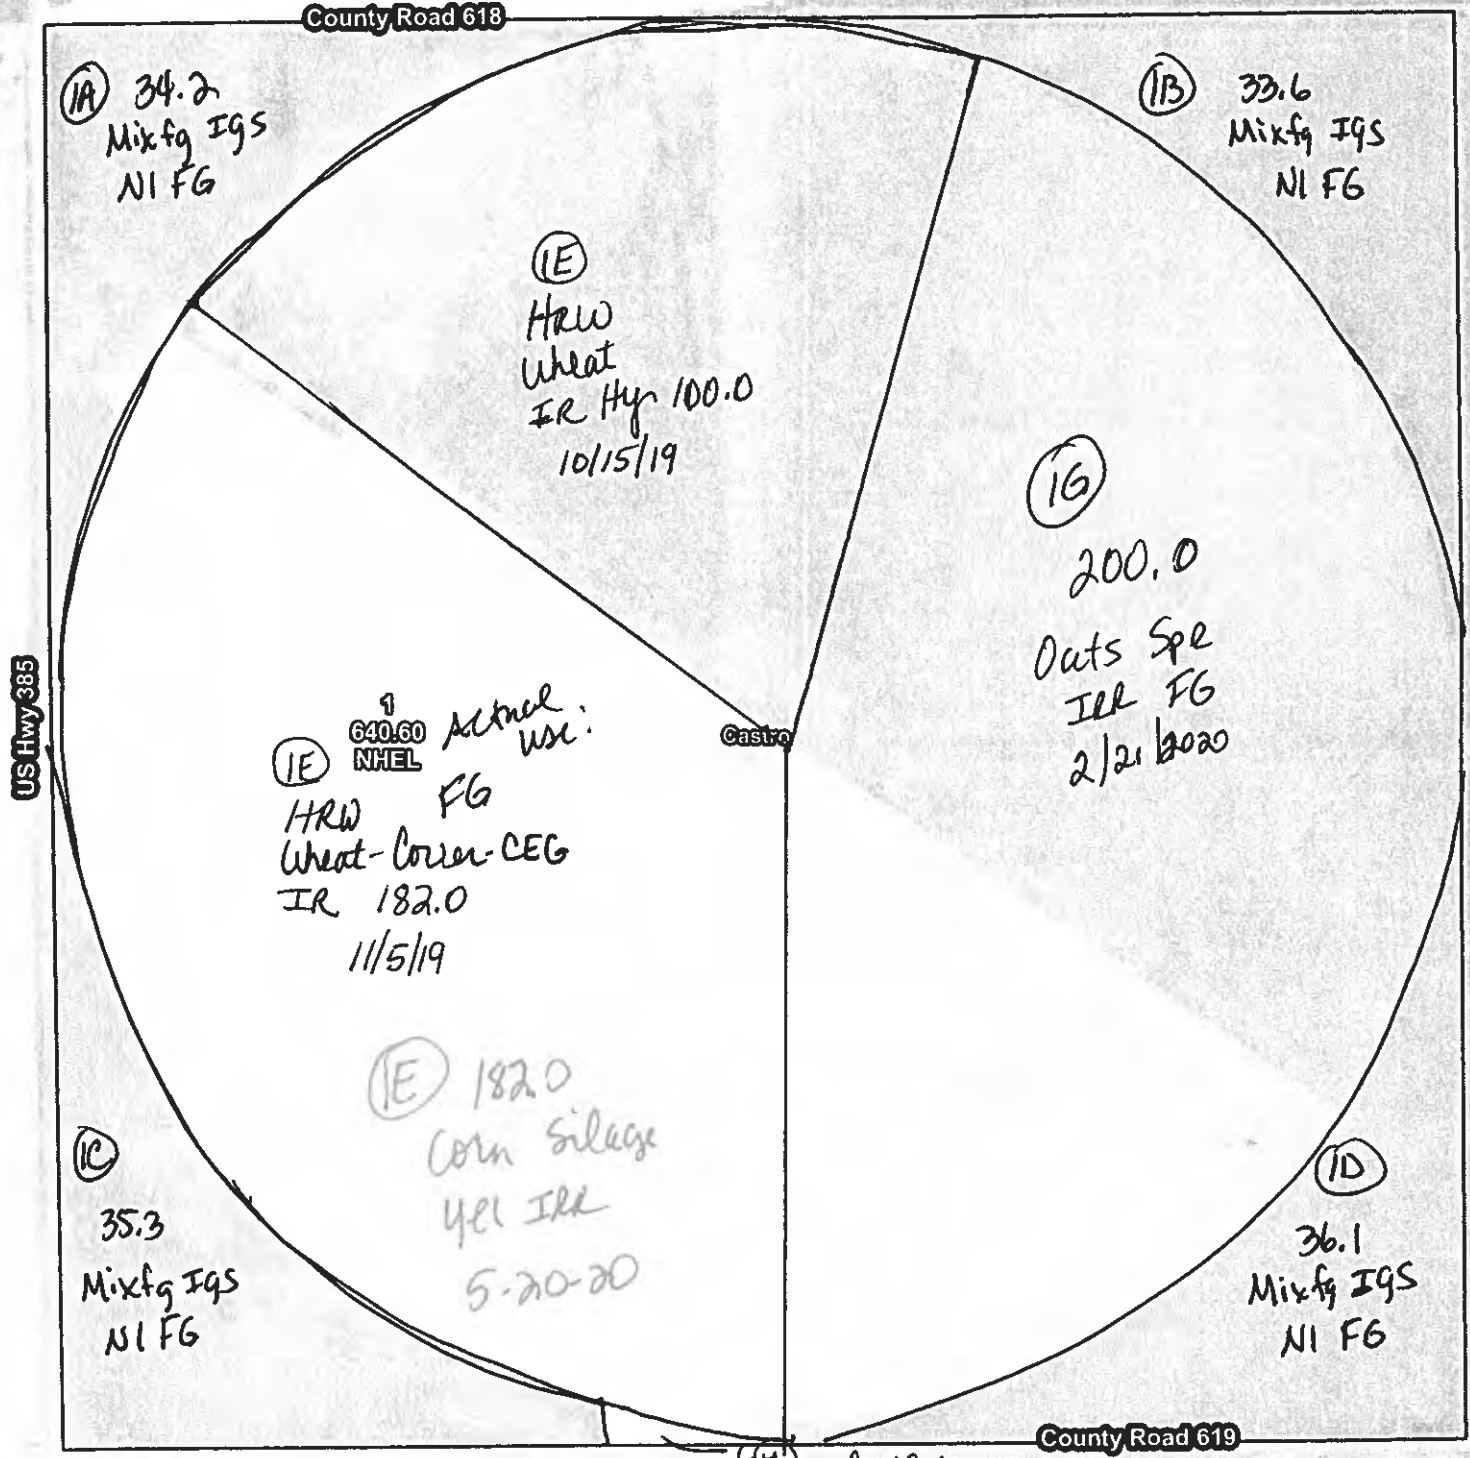 County Road 618
1A 34.2
Mixfg IGS
NI FG
1B 33.6
Mixfg IGS
NI FG
1E
HRW
Wheat
IR Hyr 100.0
10/15/19
1G
200.0
Oats Spr
IRR FG
2/21/2020
US Hwy 385
1
640.60
NHEL
Actual
use:
Castro
1E
HRW FG
Wheat-Cover-CEG
IR 182.0
11/5/19
1E 182.0
Corn Silage
Yel IRR
5-20-20
1C
35.3
Mixfg IGS
NI FG
1D
36.1
Mixfg IGS
NI FG
County Road 619